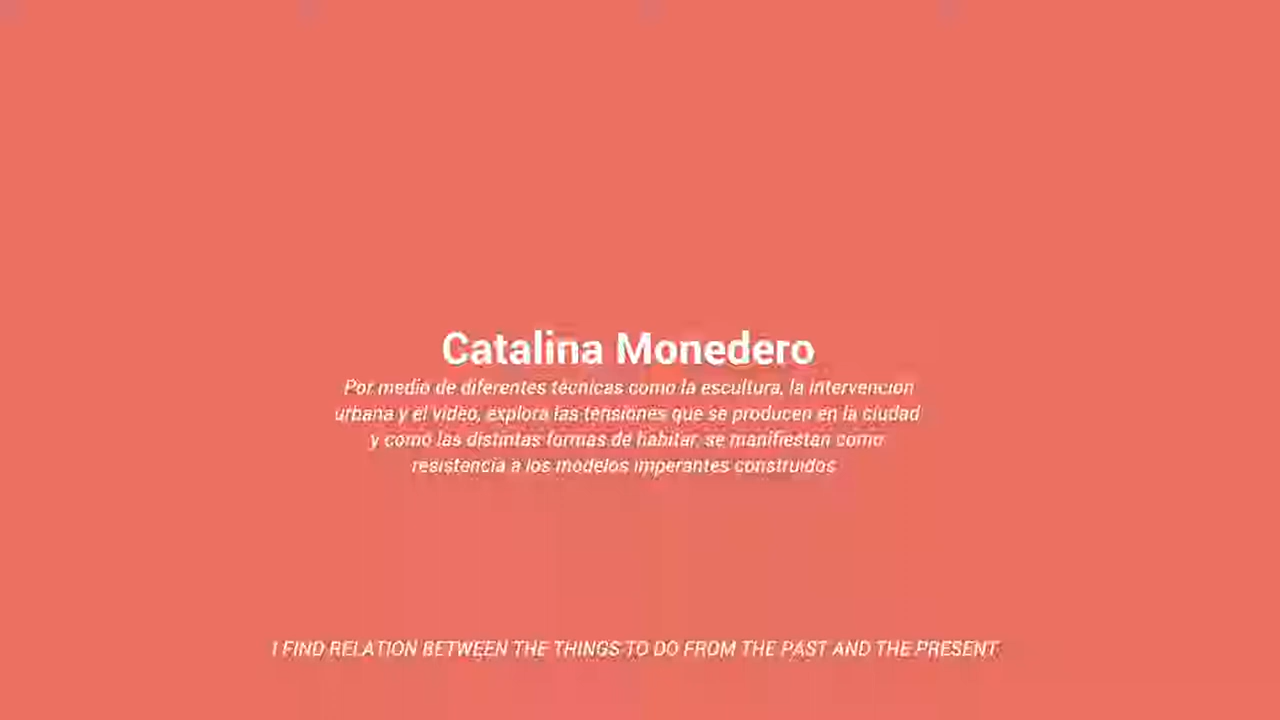 Catalina Monedero
Por medio de diferentes técnicas como la escultura, la intervencion
urbana y el video, explora las tensiones que se producen en la ciudad
y como las distintas formas de habitar, se manifiestan como
resistencia a los modelos imperantes construidos
I FIND RELATION BETWEEN THE THINGS TO DO FROM THE PAST AND THE PRESENT